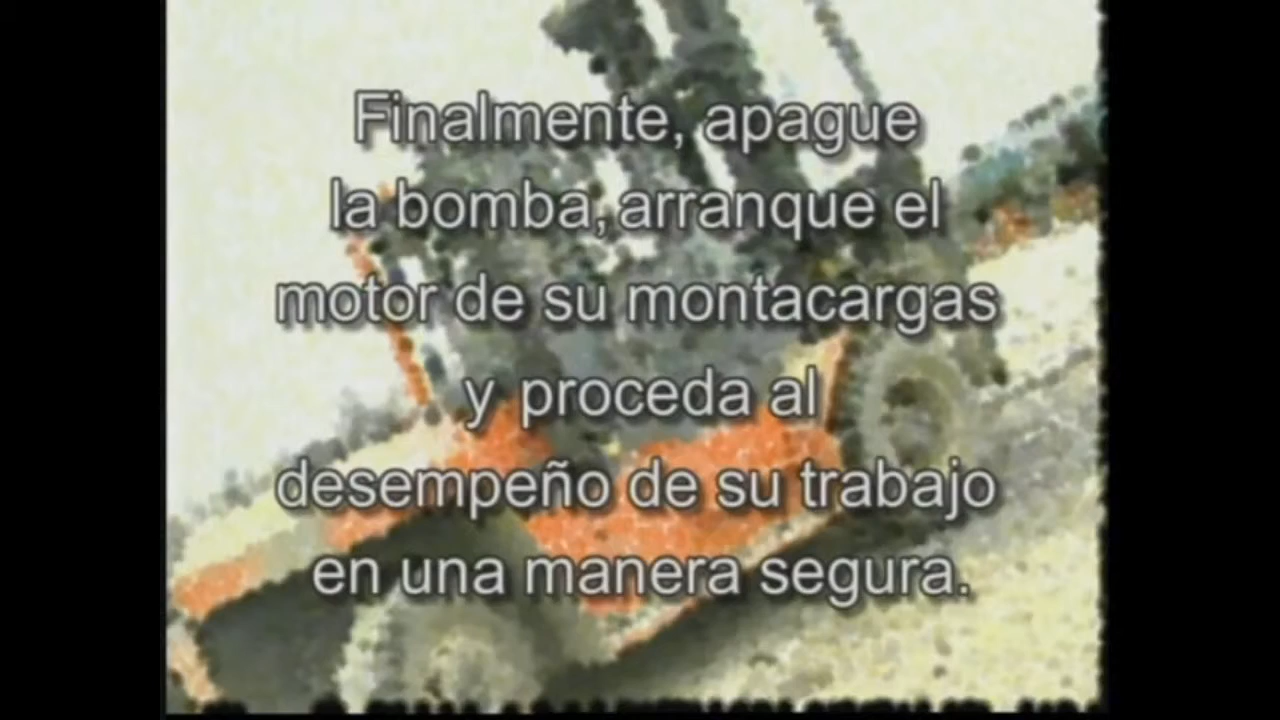 Finalmente, apague
la bomba, arranque el
motor de su montacargas
y proceda al
desempeño de su trabajo
en una manera segura.